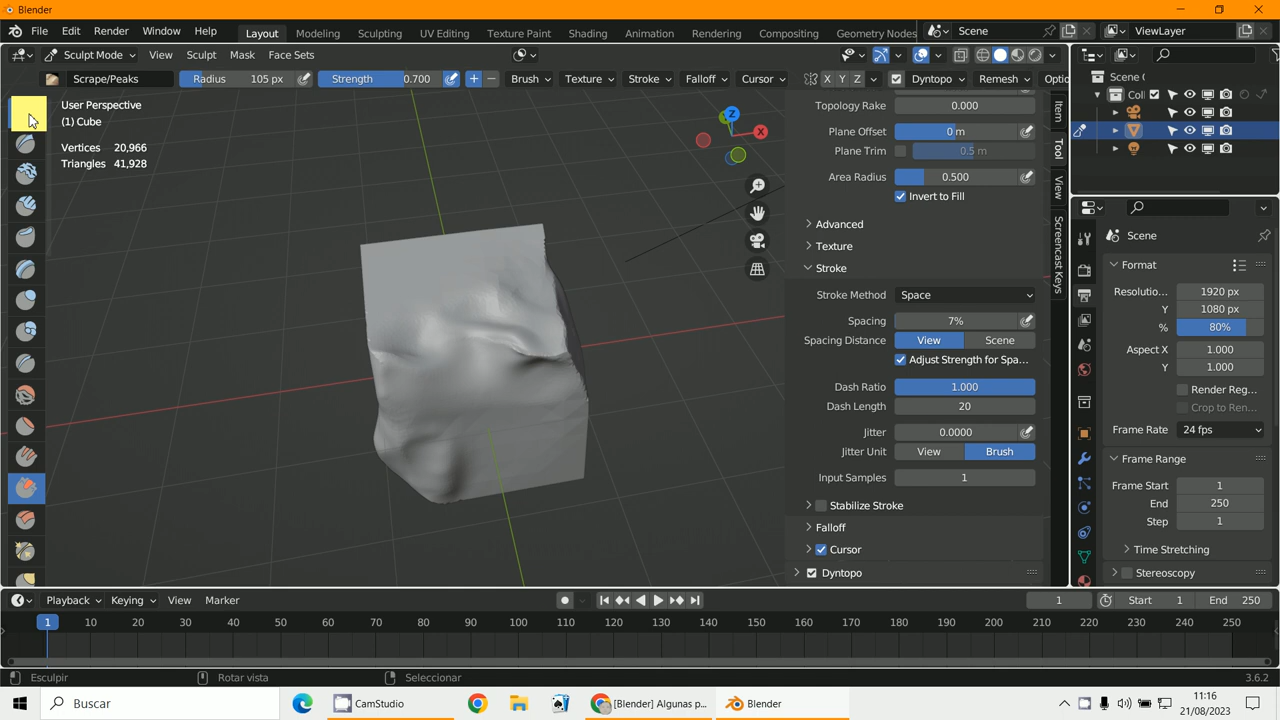 Blender
File Edit Render Window Help Layout Modeling Sculpting UV Editing Texture Paint Shading Animation Rendering Compositing Geometry Nodes Scene ViewLayer
Sculpt Mode View Sculpt Mask Face Sets
Scrape/Peaks Radius 105 px Strength 0.700 Brush Texture Stroke Falloff Cursor X Y Z Dyntopo Remesh Optio
User Perspective
(1) Cube
Vertices 20,966
Triangles 41,928
Z
X
Topology Rake 0.000
Plane Offset 0 m
Plane Trim 0.5 m
Area Radius 0.500
Invert to Fill
Advanced
Texture
Stroke
Stroke Method Space
Spacing 7%
Spacing Distance View Scene
Adjust Strength for Spa...
Dash Ratio 1.000
Dash Length 20
Jitter 0.0000
Jitter Unit View Brush
Input Samples 1
Stabilize Stroke
Falloff
Cursor
Dyntopo
Item
Tool
View
Screencast Keys
Scene C
Coll
Scene
Format
Resolutio... 1920 px
Y 1080 px
% 80%
Aspect X 1.000
Y 1.000
Render Reg...
Crop to Ren...
Frame Rate 24 fps
Frame Range
Frame Start 1
End 250
Step 1
Time Stretching
Stereoscopy
Playback Keying View Marker 1 Start 1 End 250
1 10 20 30 40 50 60 70 80 90 100 110 120 130 140 150 160 170 180 190 200 210 220 230 240 250
Esculpir Rotar vista Seleccionar 3.6.2
Buscar CamStudio [Blender] Algunas p... Blender 11:16
21/08/2023